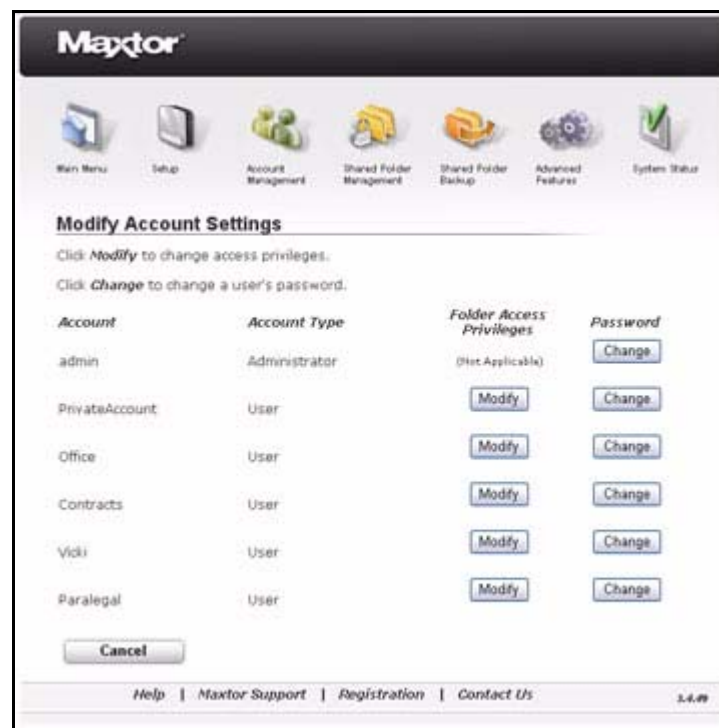 Maxtor
Main Menu
Setup
Account Management
Shared Folder Management
Shared Folder Backup
Advanced Features
System Status
Modify Account Settings
Click Modify to change access privileges.
Click Change to change a user's password.
Account Account Type Folder Access Privileges Password
admin Administrator (Not Applicable) Change
PrivateAccount User Modify Change
Office User Modify Change
Contracts User Modify Change
Vicki User Modify Change
Paralegal User Modify Change
Cancel
Help | Maxtor Support | Registration | Contact Us